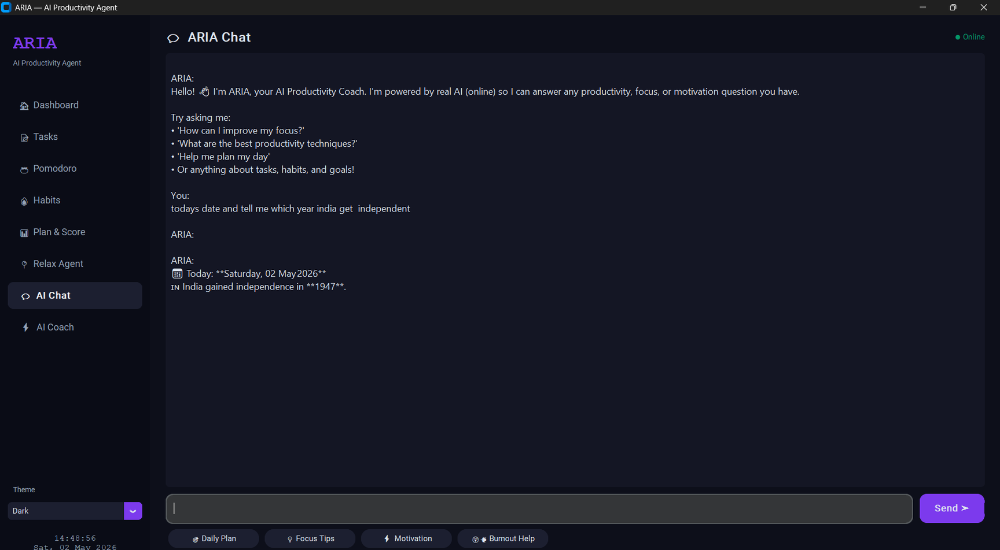 ARIA — AI Productivity Agent
ARIA
AI Productivity Agent
Dashboard
Tasks
Pomodoro
Habits
Plan & Score
Relax Agent
AI Chat
AI Coach
Theme
Dark
14:48:56
Sat, 02 May 2026
ARIA Chat
● Online
ARIA:
Hello! 👋 I'm ARIA, your AI Productivity Coach. I'm powered by real AI (online) so I can answer any productivity, focus, or motivation question you have.
Try asking me:
• 'How can I improve my focus?'
• 'What are the best productivity techniques?'
• 'Help me plan my day'
• Or anything about tasks, habits, and goals!
You:
todays date and tell me which year india get  independent
ARIA:
ARIA:
📅 Today: **Saturday, 02 May 2026**
IN India gained independence in **1947**.
Send ➤
Daily Plan
Focus Tips
Motivation
Burnout Help